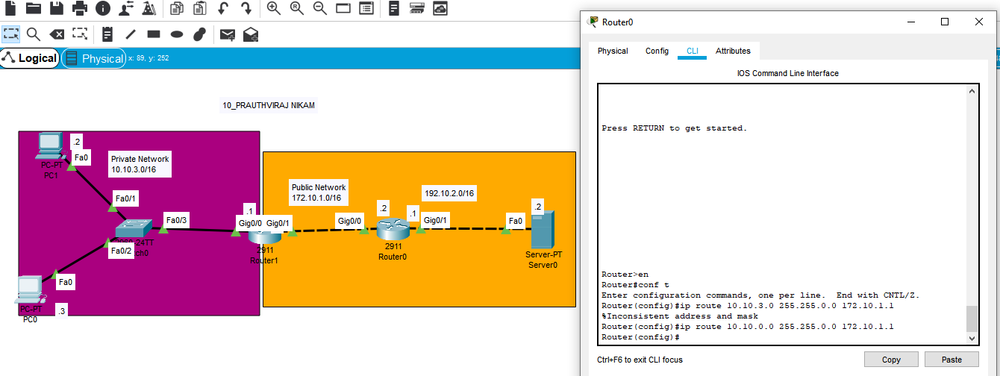 Logical
Physical
x: 89, y: 252
10_PRAUTHVIRAJ NIKAM
.2
Fa0
PC-PT
PC1
Private Network
10.10.3.0/16
Fa0/1
Fa0/3
-24TT
Fa0/2
ch0
Fa0
PC-PT
PC0
.3
.1
Gig0/0
Gig0/1
2911
Router1
Public Network
172.10.1.0/16
Gig0/0
.2
.1
Gig0/1
2911
Router0
192.10.2.0/16
Fa0
.2
Server-PT
Server0
Router0
Physical
Config
CLI
Attributes
IOS Command Line Interface
Press RETURN to get started.
Router>en
Router#conf t
Enter configuration commands, one per line.  End with CNTL/Z.
Router(config)#ip route 10.10.3.0 255.255.0.0 172.10.1.1
%Inconsistent address and mask
Router(config)#ip route 10.10.0.0 255.255.0.0 172.10.1.1
Router(config)#
Ctrl+F6 to exit CLI focus
Copy
Paste